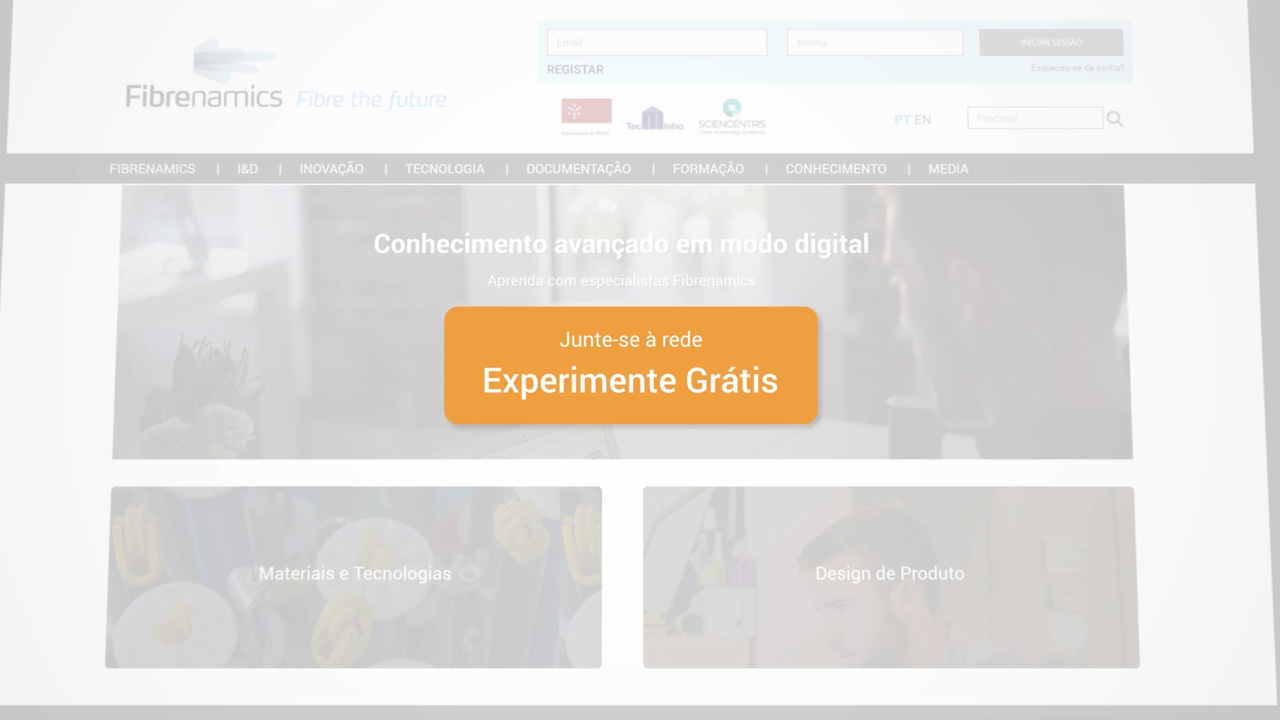 Email
Senha
INICIAR SESSÃO
REGISTAR
Esqueceu-se da senha?
Fibrenamics Fibre the future
TecMinho
SCIENCENTRIS
PT EN
Procurar
FIBRENAMICS | I&D | INOVAÇÃO | TECNOLOGIA | DOCUMENTAÇÃO | FORMAÇÃO | CONHECIMENTO | MEDIA
Conhecimento avançado em modo digital
Aprenda com especialistas Fibrenamics
Junte-se à rede
Experimente Grátis
Materiais e Tecnologias
Design de Produto